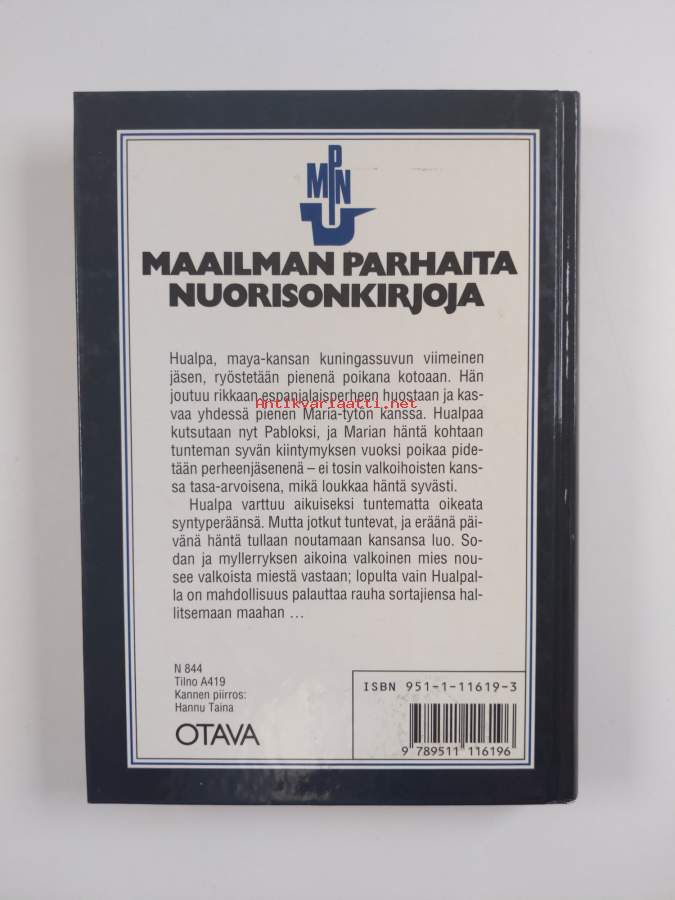 MPN
MAAILMAN PARHAITA
NUORISONKIRJOJA
Hualpa, maya-kansan kuningassuvun viimeinen
jäsen, ryöstetään pienenä poikana kotoaan. Hän
joutuu rikkaan espanjalaisperheen huostaan ja kas-
Antikvariaatti.net
vaa yhdessä pienen Maria-tytön kanssa. Hualpaa
kutsutaan nyt Pabloksi, ja Marian häntä kohtaan
tunteman syvän kiintymyksen vuoksi poikaa pide-
tään perheenjäsenenä – ei tosin valkoihoisten kans-
sa tasa-arvoisena, mikä loukkaa häntä syvästi.
Hualpa varttuu aikuiseksi tuntematta oikeata
syntyperäänsä. Mutta jotkut tuntevat, ja eräänä päi-
vänä häntä tullaan noutamaan kansansa luo. So-
dan ja myllerryksen aikoina valkoinen mies nou-
see valkoista miestä vastaan; lopulta vain Hualpal-
la on mahdollisuus palauttaa rauha sortajiensa hal-
litsemaan maahan ...
N 844
Tilno A419
Kannen piirros:
Hannu Taina
OTAVA
ISBN 951-1-11619-3
9 789511 116196